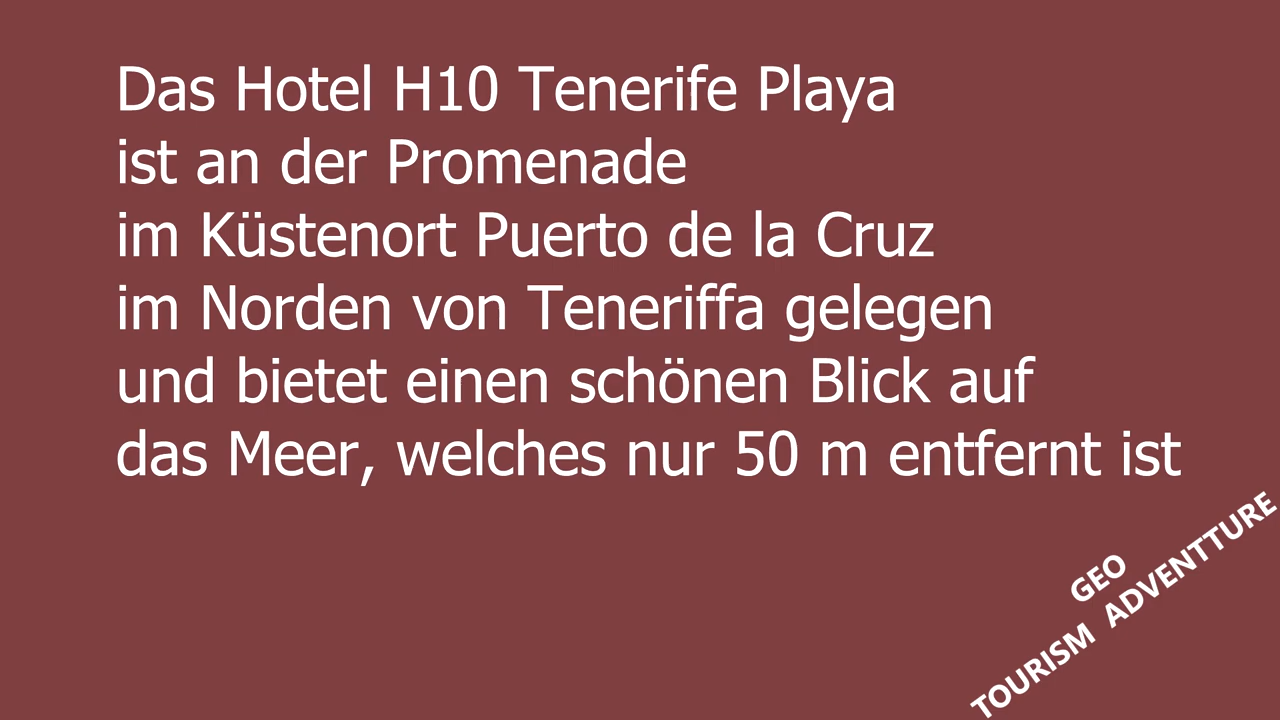 Das Hotel H10 Tenerife Playa
ist an der Promenade
im Küstenort Puerto de la Cruz
im Norden von Teneriffa gelegen
und bietet einen schönen Blick auf
das Meer, welches nur 50 m entfernt ist
GEO
TOURISM ADVENTTURE